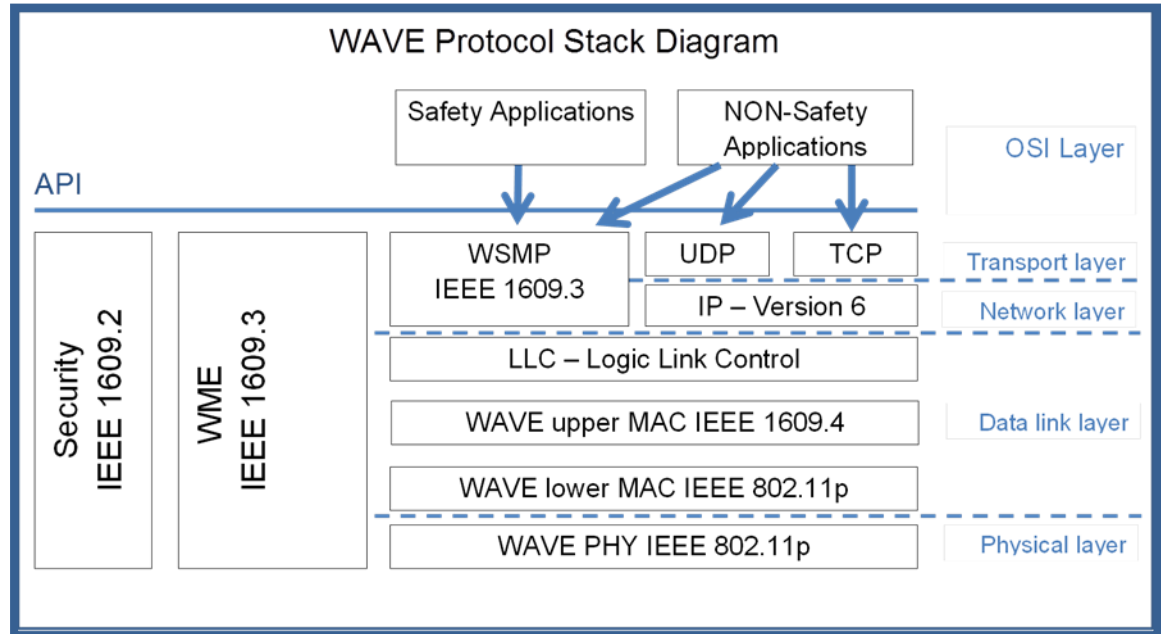 WAVE Protocol Stack Diagram
Safety Applications
NON-Safety
Applications
OSI Layer
API
Security
IEEE 1609.2
WME
IEEE 1609.3
WSMP
IEEE 1609.3
UDP
TCP
Transport layer
IP – Version 6
Network layer
LLC – Logic Link Control
WAVE upper MAC IEEE 1609.4
Data link layer
WAVE lower MAC IEEE 802.11p
WAVE PHY IEEE 802.11p
Physical layer